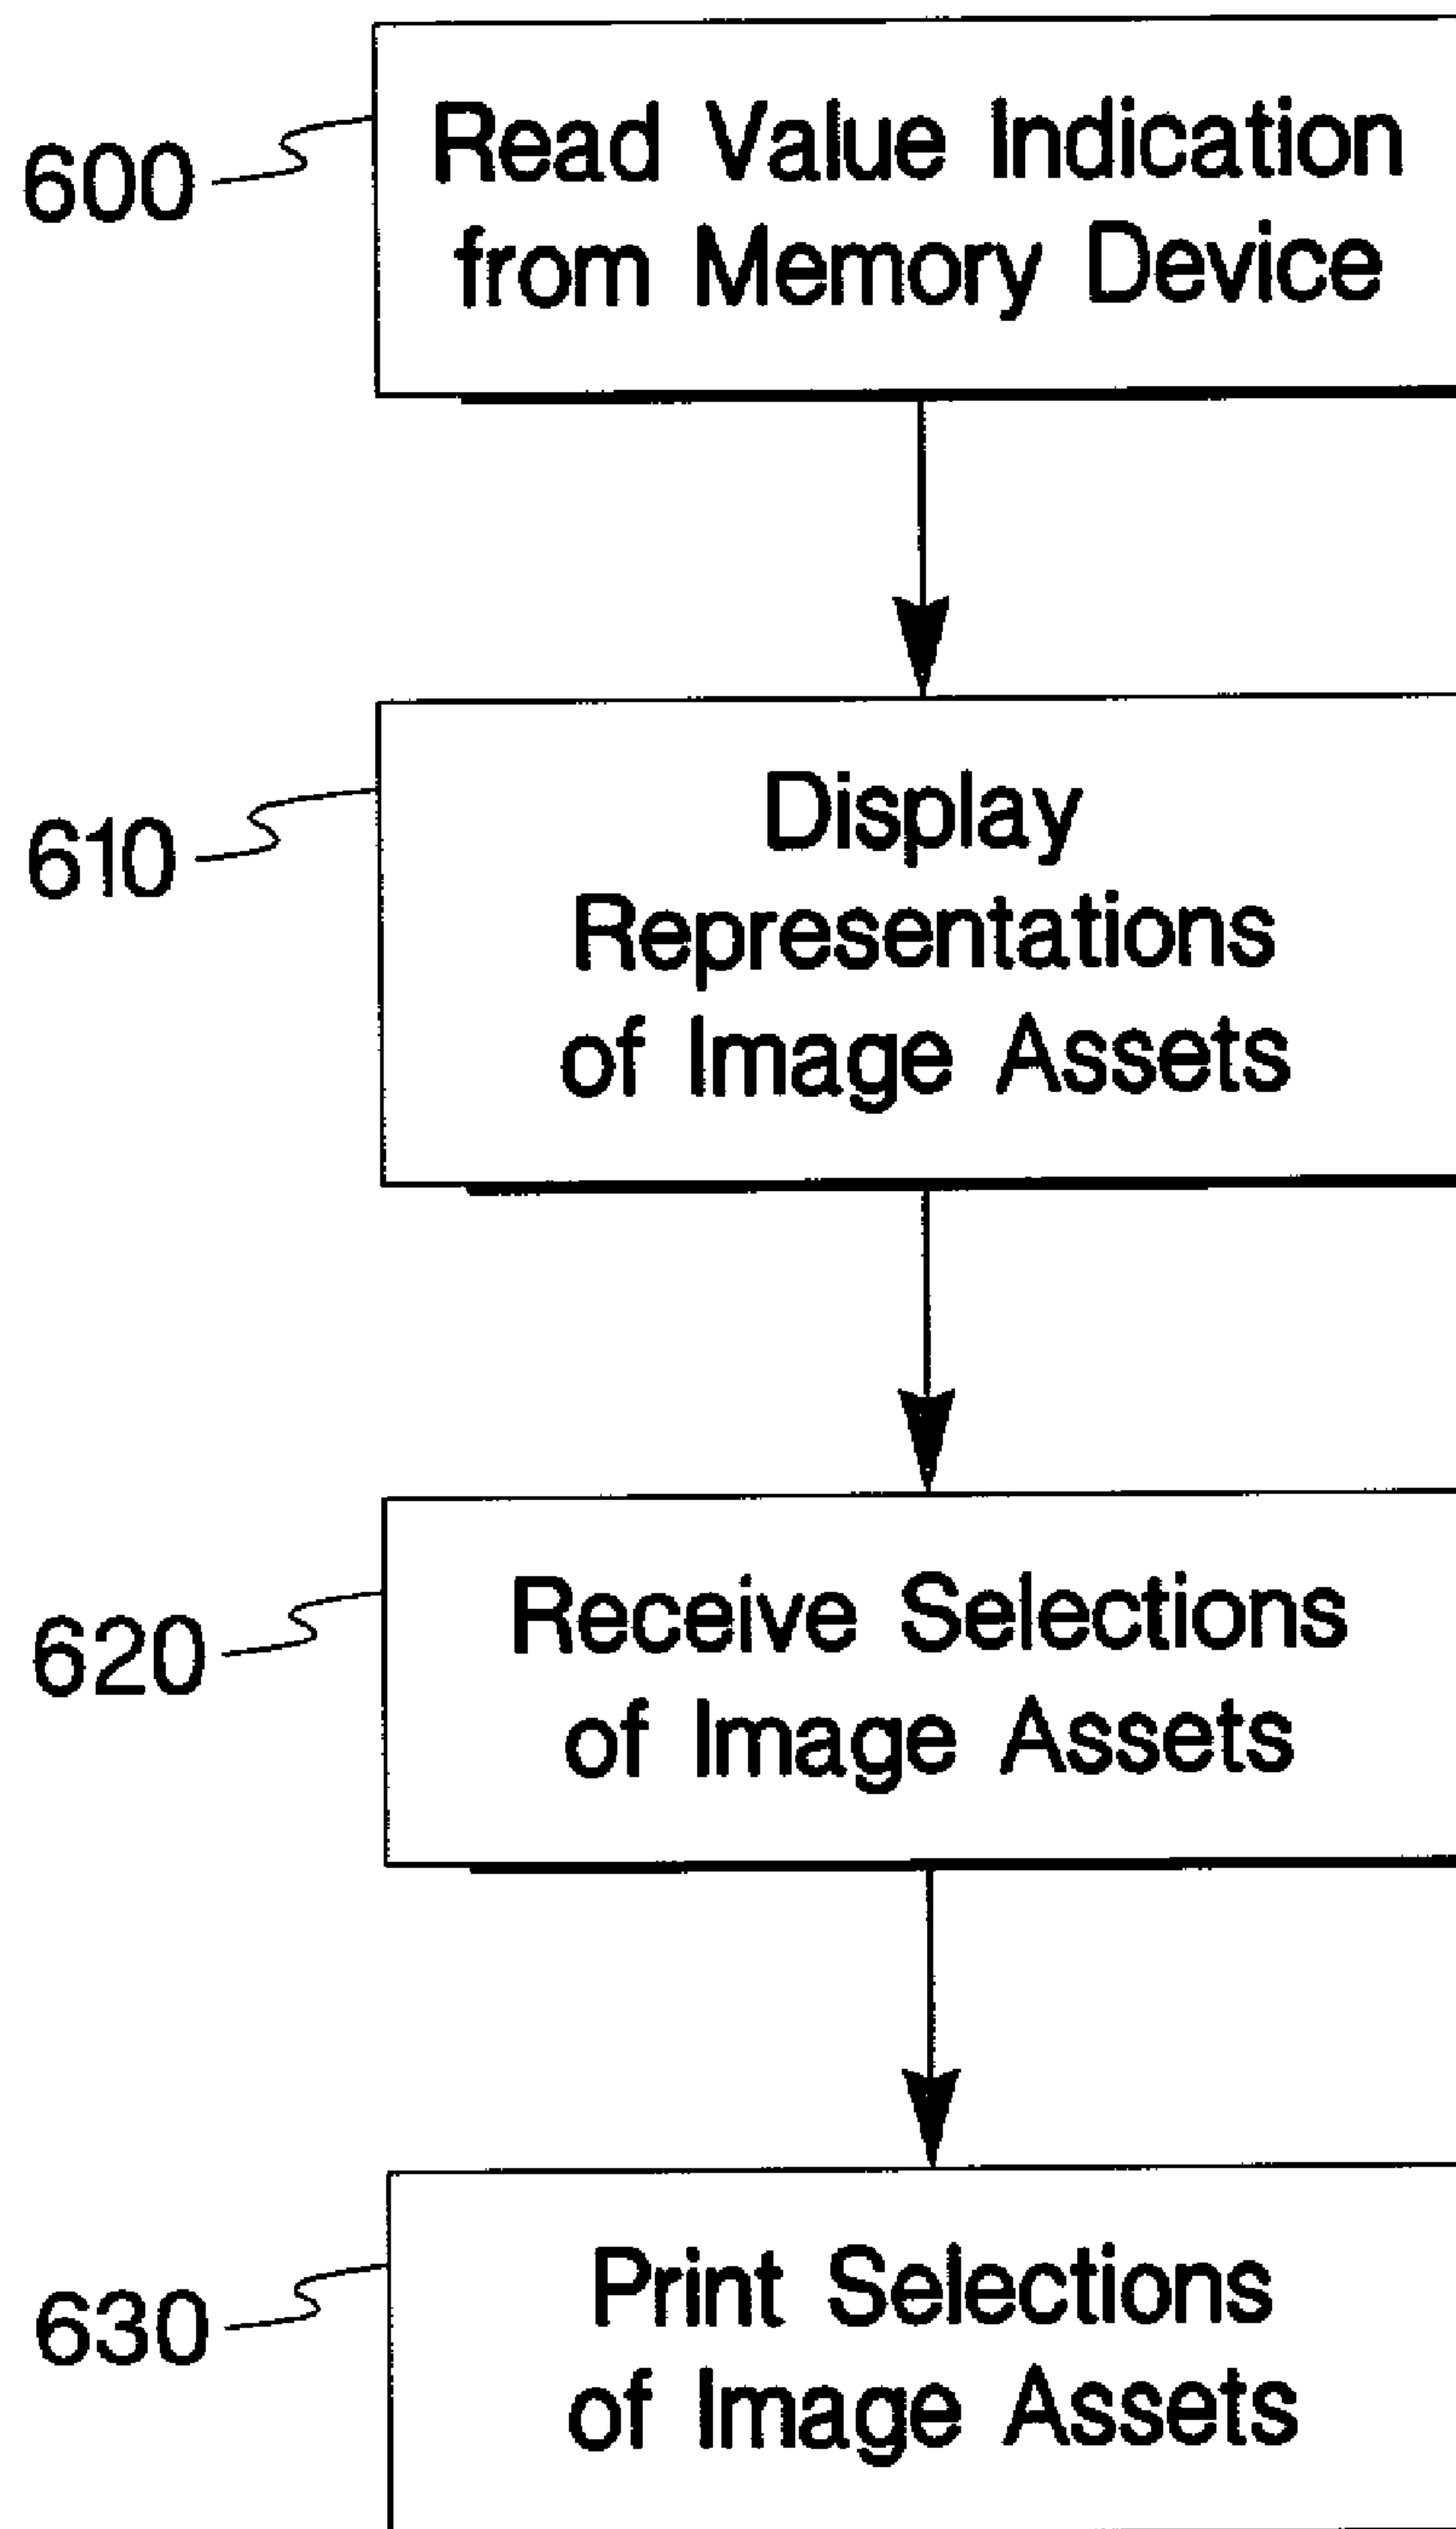 600
Read Value Indication
from Memory Device
610
Display
Representations
of Image Assets
620
Receive Selections
of Image Assets
630
Print Selections
of Image Assets